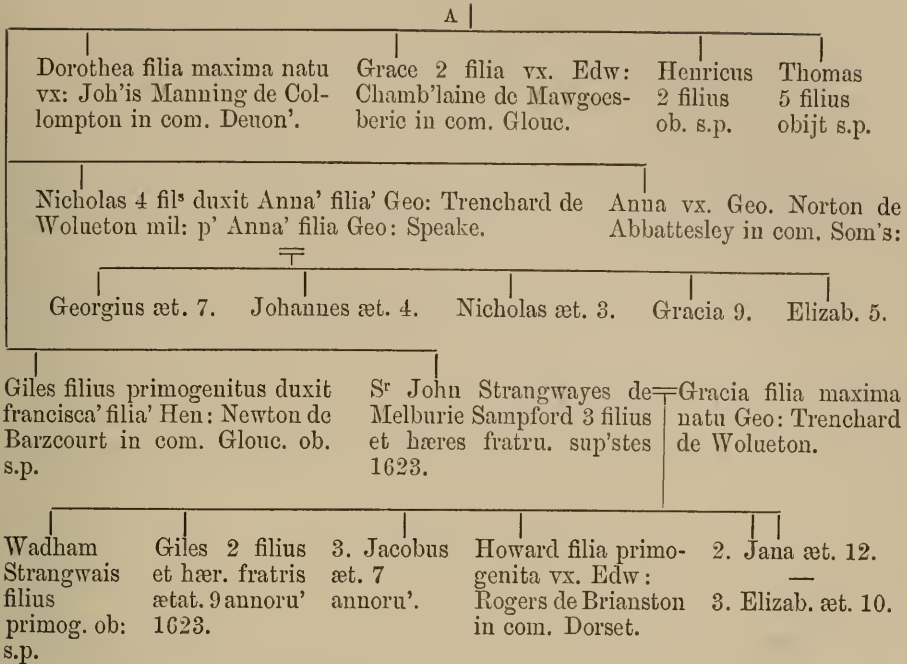 A
Dorothea filia maxima natu
vx: Joh'is Manning de Col-
lompton in com. Deuon'.
Grace 2 filia vx. Edw:
Chamb'laine de Mawgoes-
berie in com. Glouc.
Henricus
2 filius
ob. s.p.
Thomas
5 filius
obijt s.p.
Nicholas 4 filˢ duxit Anna' filia' Geo: Trenchard de
Wolueton mil: p' Anna' filia Geo: Speake.
Anna vx. Geo. Norton de
Abbattesley in com. Som's:
Georgius æt. 7.
Johannes æt. 4.
Nicholas æt. 3.
Gracia 9.
Elizab. 5.
Giles filius primogenitus duxit
francisca' filia' Hen: Newton de
Barzcourt in com. Glouc. ob.
s.p.
Sʳ John Strangwayes de
Melburie Sampford 3 filius
et hæres fratru. sup'stes
1623.
Gracia filia maxima
natu Geo: Trenchard
de Wolueton.
Wadham
Strangwais
filius
primog. ob:
s.p.
Giles 2 filius
et hær. fratris
ætat. 9 annoru'
1623.
3. Jacobus
æt. 7
annoru'.
Howard filia primo-
genita vx. Edw:
Rogers de Brianston
in com. Dorset.
2. Jana æt. 12.
3. Elizab. æt. 10.